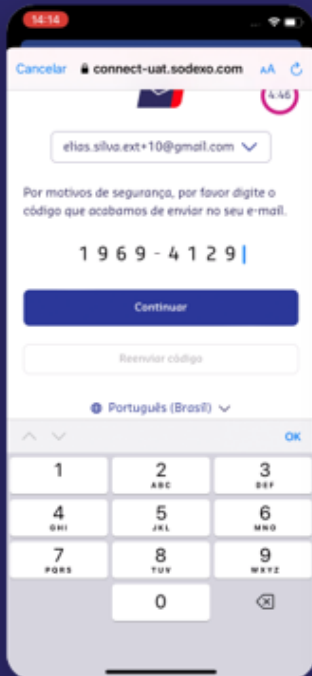 14:14
Cancelar connect-uat.sodexo.com AA
4:46
elias.silva.ext+10@gmail.com
Por motivos de segurança, por favor digite o
código que acabamos de enviar no seu e-mail.
1969-4129
Continuar
Reenviar código
Português (Brasil)
OK
1 2 3
ABC DEF
4 5 6
GHI JKL MNO
7 8 9
PQRS TUV WXYZ
0